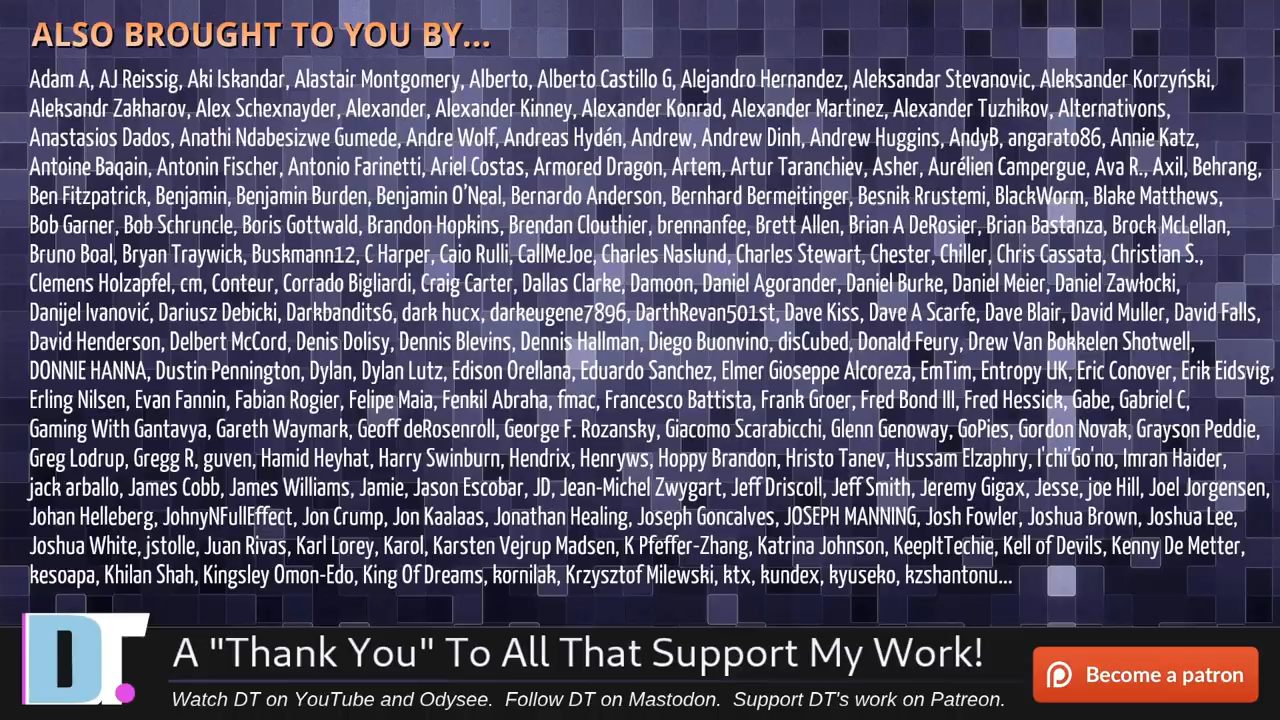 ALSO BROUGHT TO YOU BY...
Adam A, AJ Reissig, Aki Iskandar, Alastair Montgomery, Alberto, Alberto Castillo G, Alejandro Hernandez, Aleksandar Stevanovic, Aleksander Korzyński,
Aleksandr Zakharov, Alex Schexnayder, Alexander, Alexander Kinney, Alexander Konrad, Alexander Martinez, Alexander Tuzhikov, Alternativons,
Anastasios Dados, Anathi Ndabesizwe Gumede, Andre Wolf, Andreas Hydén, Andrew, Andrew Dinh, Andrew Huggins, AndyB, angarato86, Annie Katz,
Antoine Baqain, Antonin Fischer, Antonio Farinetti, Ariel Costas, Armored Dragon, Artem, Artur Taranchiev, Asher, Aurélien Campergue, Ava R., Axil, Behrang,
Ben Fitzpatrick, Benjamin, Benjamin Burden, Benjamin O'Neal, Bernardo Anderson, Bernhard Bermeitinger, Besnik Rrustemi, BlackWorm, Blake Matthews,
Bob Garner, Bob Schruncle, Boris Gottwald, Brandon Hopkins, Brendan Clouthier, brennanfee, Brett Allen, Brian A DeRosier, Brian Bastanza, Brock McLellan,
Bruno Boal, Bryan Traywick, Buskmann12, C Harper, Caio Rulli, CallMeJoe, Charles Naslund, Charles Stewart, Chester, Chiller, Chris Cassata, Christian S.,
Clemens Holzapfel, cm, Conteur, Corrado Bigliardi, Craig Carter, Dallas Clarke, Damoon, Daniel Agorander, Daniel Burke, Daniel Meier, Daniel Zawłocki,
Danijel Ivanović, Dariusz Debicki, Darkbandits6, dark hucx, darkeugene7896, DarthRevan501st, Dave Kiss, Dave A Scarfe, Dave Blair, David Muller, David Falls,
David Henderson, Delbert McCord, Denis Dolisy, Dennis Blevins, Dennis Hallman, Diego Buonvino, disCubed, Donald Feury, Drew Van Bokkelen Shotwell,
DONNIE HANNA, Dustin Pennington, Dylan, Dylan Lutz, Edison Orellana, Eduardo Sanchez, Elmer Gioseppe Alcoreza, EmTim, Entropy UK, Eric Conover, Erik Eidsvig,
Erling Nilsen, Evan Fannin, Fabian Rogier, Felipe Maia, Fenkil Abraha, fmac, Francesco Battista, Frank Groer, Fred Bond III, Fred Hessick, Gabe, Gabriel C,
Gaming With Gantavya, Gareth Waymark, Geoff deRosenroll, George F. Rozansky, Giacomo Scarabicchi, Glenn Genoway, GoPies, Gordon Novak, Grayson Peddie,
Greg Lodrup, Gregg R, guven, Hamid Heyhat, Harry Swinburn, Hendrix, Henryws, Hoppy Brandon, Hristo Tanev, Hussam Elzaphry, I'chi'Go'no, Imran Haider,
jack arballo, James Cobb, James Williams, Jamie, Jason Escobar, JD, Jean-Michel Zwygart, Jeff Driscoll, Jeff Smith, Jeremy Gigax, Jesse, joe Hill, Joel Jorgensen,
Johan Helleberg, JohnyNFullEffect, Jon Crump, Jon Kaalaas, Jonathan Healing, Joseph Goncalves, JOSEPH MANNING, Josh Fowler, Joshua Brown, Joshua Lee,
Joshua White, jstolle, Juan Rivas, Karl Lorey, Karol, Karsten Vejrup Madsen, K Pfeffer-Zhang, Katrina Johnson, KeepItTechie, Kell of Devils, Kenny De Metter,
kesoapa, Khilan Shah, Kingsley Omon-Edo, King Of Dreams, kornilak, Krzysztof Milewski, ktx, kundex, kyuseko, kzshantonu...
DT.
A "Thank You" To All That Support My Work!
Become a patron
Watch DT on YouTube and Odysee. Follow DT on Mastodon. Support DT's work on Patreon.